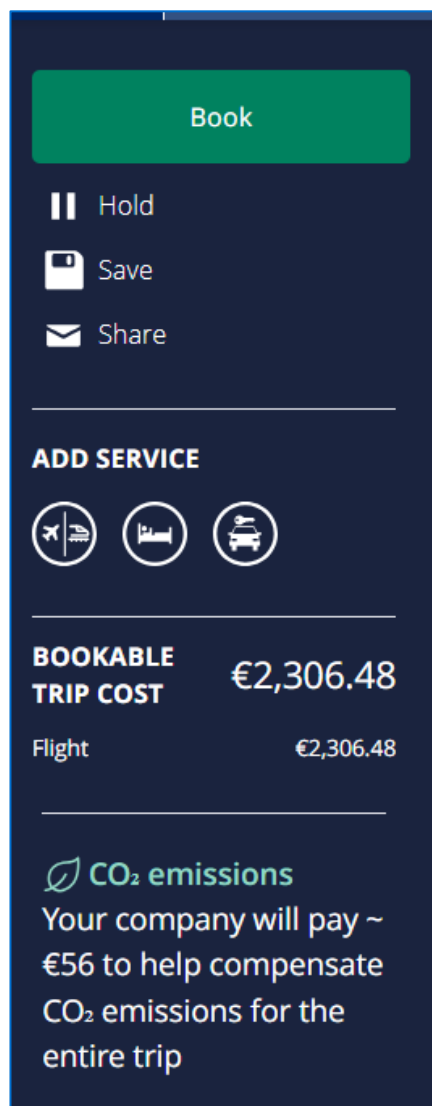 Book
Hold
Save
Share
ADD SERVICE
BOOKABLE
TRIP COST
€2,306.48
Flight €2,306.48
CO₂ emissions
Your company will pay ~
€56 to help compensate
CO₂ emissions for the
entire trip